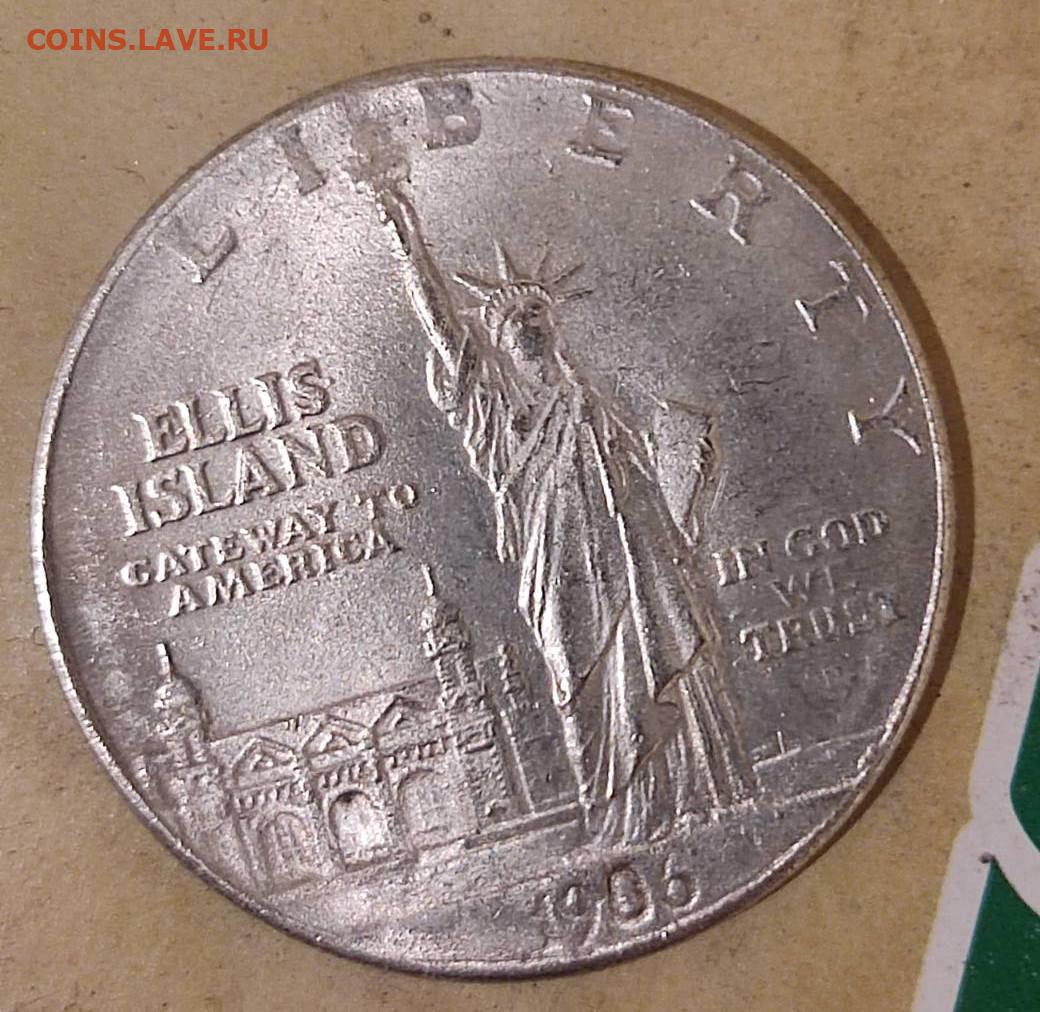 COINS.LAVE.RU
LIBERTY
ELLIS
ISLAND
GATEWAY TO
AMERICA
IN GOD
WE
TRUST
1986